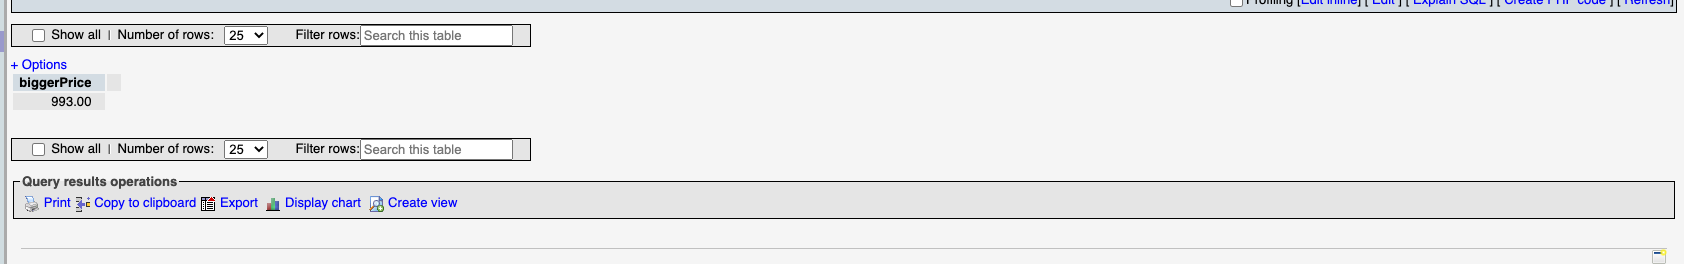 Profiling [Edit inline] [ Edit ] [ Explain SQL ] [ Create PHP code ] [ Refresh]
Show all | Number of rows: 25 Filter rows: Search this table
+ Options
biggerPrice
993.00
Show all | Number of rows: 25 Filter rows: Search this table
Query results operations
Print Copy to clipboard Export Display chart Create view